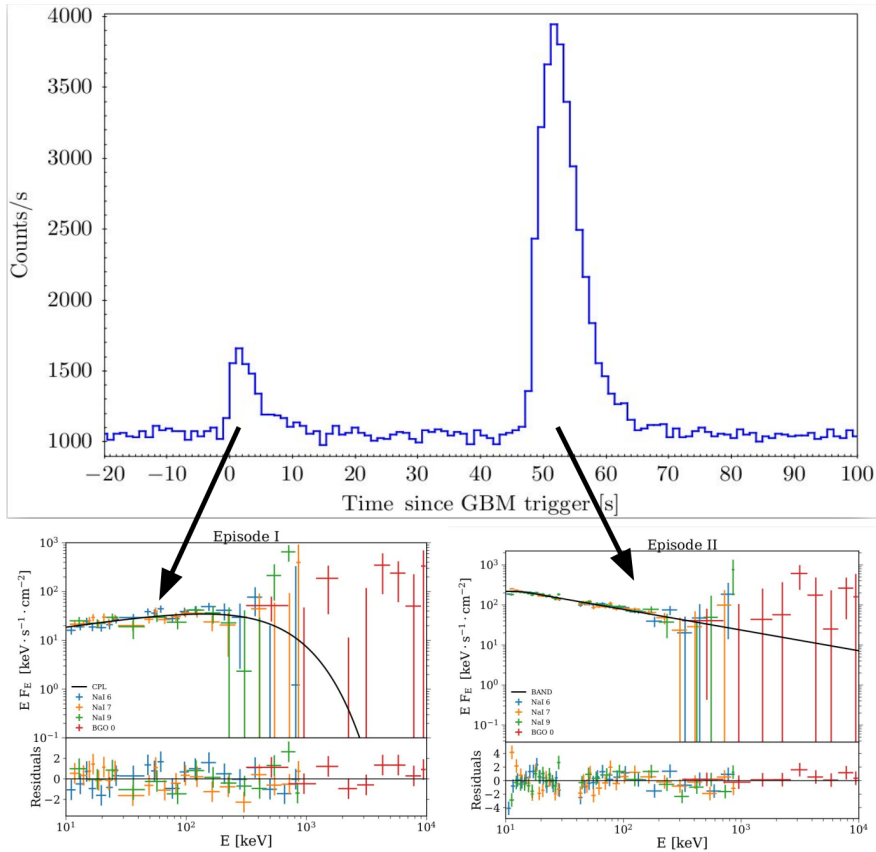 4000
3500
3000
2500
2000
1500
1000
Counts/s
−20 −10 0 10 20 30 40 50 60 70 80 90 100
Time since GBM trigger [s]
Episode I
10³
10²
10¹
10⁰
10⁻¹
E F_E [keV·s⁻¹·cm⁻²]
CPL
NaI 6
NaI 7
NaI 9
BGO 0
2
0
−2
Residuals
10¹ 10² 10³ 10⁴
E [keV]
Episode II
10³
10²
10¹
10⁰
10⁻¹
E F_E [keV·s⁻¹·cm⁻²]
BAND
NaI 6
NaI 7
NaI 9
BGO 0
4
2
0
−2
−4
Residuals
10¹ 10² 10³ 10⁴
E [keV]